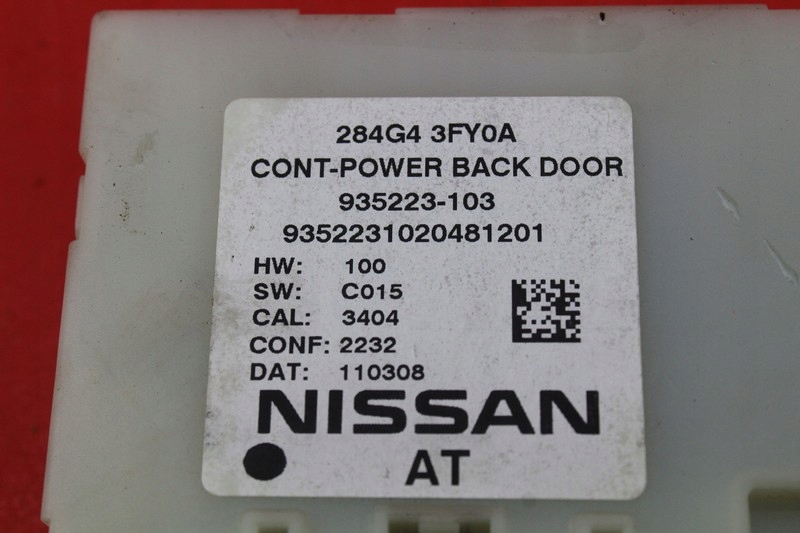 284G4 3FY0A
CONT-POWER BACK DOOR
935223-103
9352231020481201
HW: 100
SW: C015
CAL: 3404
CONF: 2232
DAT: 110308
NISSAN
AT